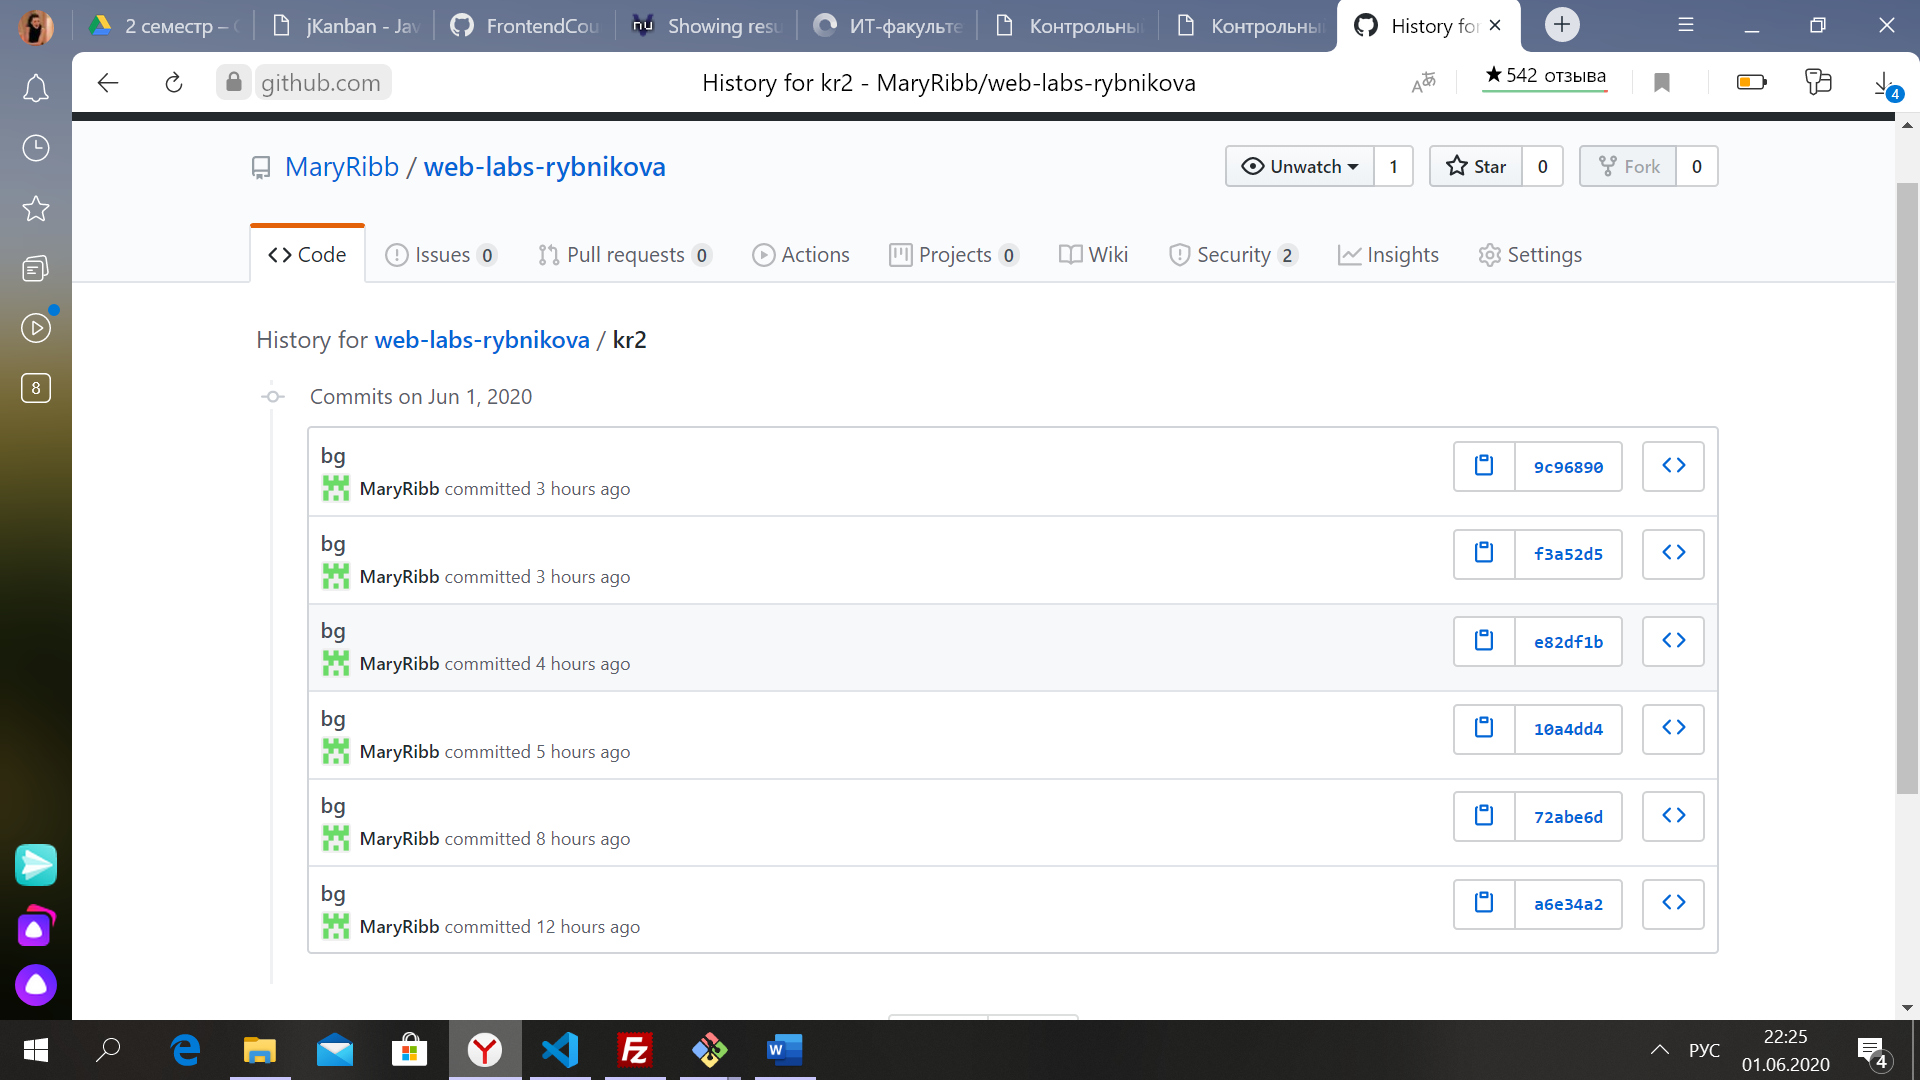 2 семестр –
jKanban - Jav
FrontendCou
nu Showing resu
ИТ-факульте
Контрольны
Контрольны
History for
github.com
History for kr2 - MaryRibb/web-labs-rybnikova
★542 отзыва
4
MaryRibb / web-labs-rybnikova
Unwatch 1
Star 0
Fork 0
Code
Issues 0
Pull requests 0
Actions
Projects 0
Wiki
Security 2
Insights
Settings
8
History for web-labs-rybnikova / kr2
Commits on Jun 1, 2020
bg
MaryRibb committed 3 hours ago
9c96890
bg
MaryRibb committed 3 hours ago
f3a52d5
bg
MaryRibb committed 4 hours ago
e82df1b
bg
MaryRibb committed 5 hours ago
10a4dd4
bg
MaryRibb committed 8 hours ago
72abe6d
bg
MaryRibb committed 12 hours ago
a6e34a2
РУС
22:25
01.06.2020
4